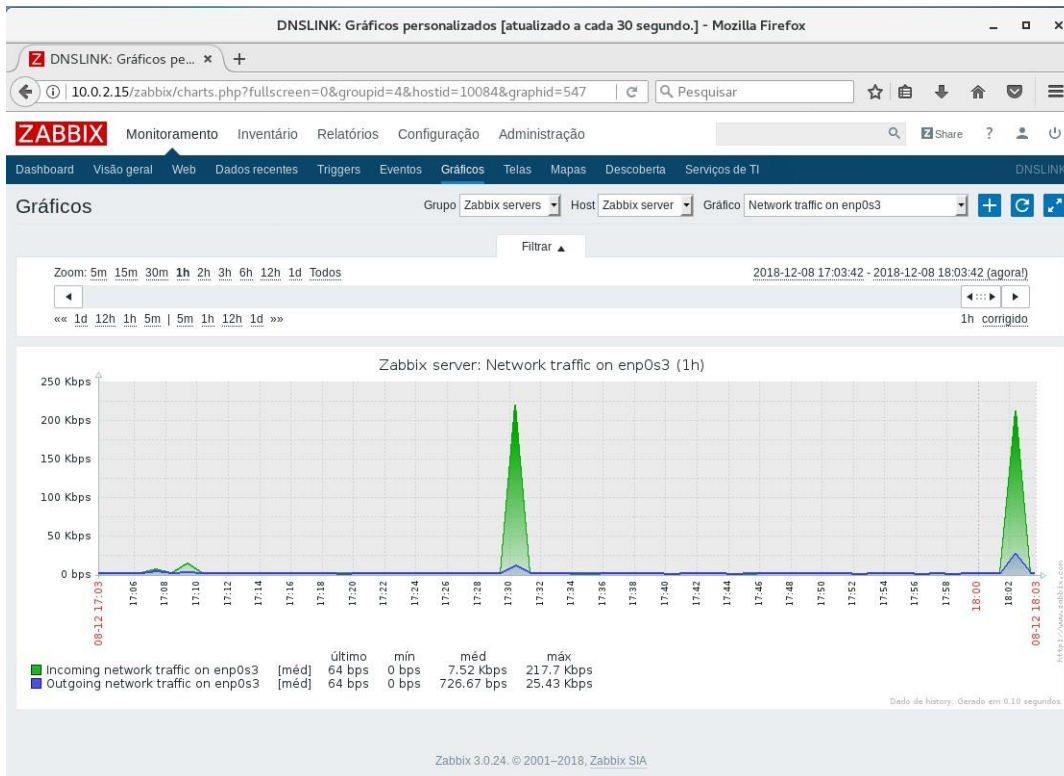 DNSLINK: Gráficos personalizados [atualizado a cada 30 segundo.] - Mozilla Firefox
Z DNSLINK: Gráficos pe... × +
10.0.2.15/zabbix/charts.php?fullscreen=0&groupid=4&hostid=10084&graphid=547 Pesquisar
ZABBIX Monitoramento Inventário Relatórios Configuração Administração Z Share ?
Dashboard Visão geral Web Dados recentes Triggers Eventos Gráficos Telas Mapas Descoberta Serviços de TI DNSLINK
Gráficos Grupo Zabbix servers Host Zabbix server Gráfico Network traffic on enp0s3
Filtrar ▲
Zoom: 5m 15m 30m 1h 2h 3h 6h 12h 1d Todos 2018-12-08 17:03:42 - 2018-12-08 18:03:42 (agora!)
«« 1d 12h 1h 5m | 5m 1h 12h 1d »» 1h corrigido
Zabbix server: Network traffic on enp0s3 (1h)
250 Kbps
200 Kbps
150 Kbps
100 Kbps
50 Kbps
0 bps
08-12 17:03 17:06 17:08 17:10 17:12 17:14 17:16 17:18 17:20 17:22 17:24 17:26 17:28 17:30 17:32 17:34 17:36 17:38 17:40 17:42 17:44 17:46 17:48 17:50 17:52 17:54 17:56 17:58 18:00 18:02 08-12 18:03
http://www.zabbix.com
último mín méd máx
Incoming network traffic on enp0s3 [méd] 64 bps 0 bps 7.52 Kbps 217.7 Kbps
Outgoing network traffic on enp0s3 [méd] 64 bps 0 bps 726.67 bps 25.43 Kbps
Dado de history. Gerado em 0.10 segundos.
Zabbix 3.0.24. © 2001–2018, Zabbix SIA